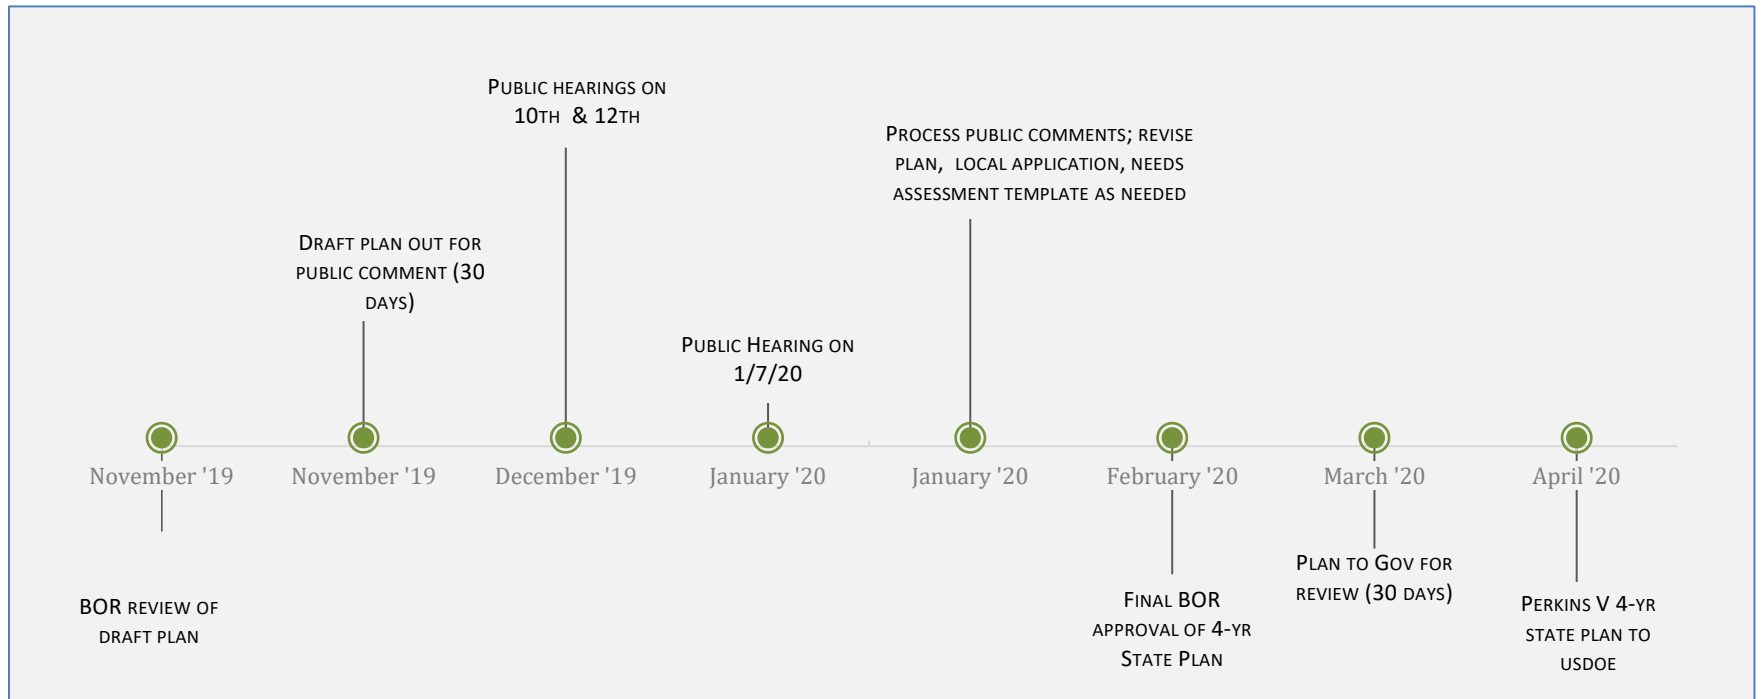 PUBLIC HEARINGS ON
10TH & 12TH
PROCESS PUBLIC COMMENTS; REVISE
PLAN, LOCAL APPLICATION, NEEDS
ASSESSMENT TEMPLATE AS NEEDED
DRAFT PLAN OUT FOR
PUBLIC COMMENT (30
DAYS)
PUBLIC HEARING ON
1/7/20
November '19
November '19
December '19
January '20
January '20
February '20
March '20
April '20
BOR REVIEW OF
DRAFT PLAN
FINAL BOR
APPROVAL OF 4-YR
STATE PLAN
PLAN TO GOV FOR
REVIEW (30 DAYS)
PERKINS V 4-YR
STATE PLAN TO
USDOE